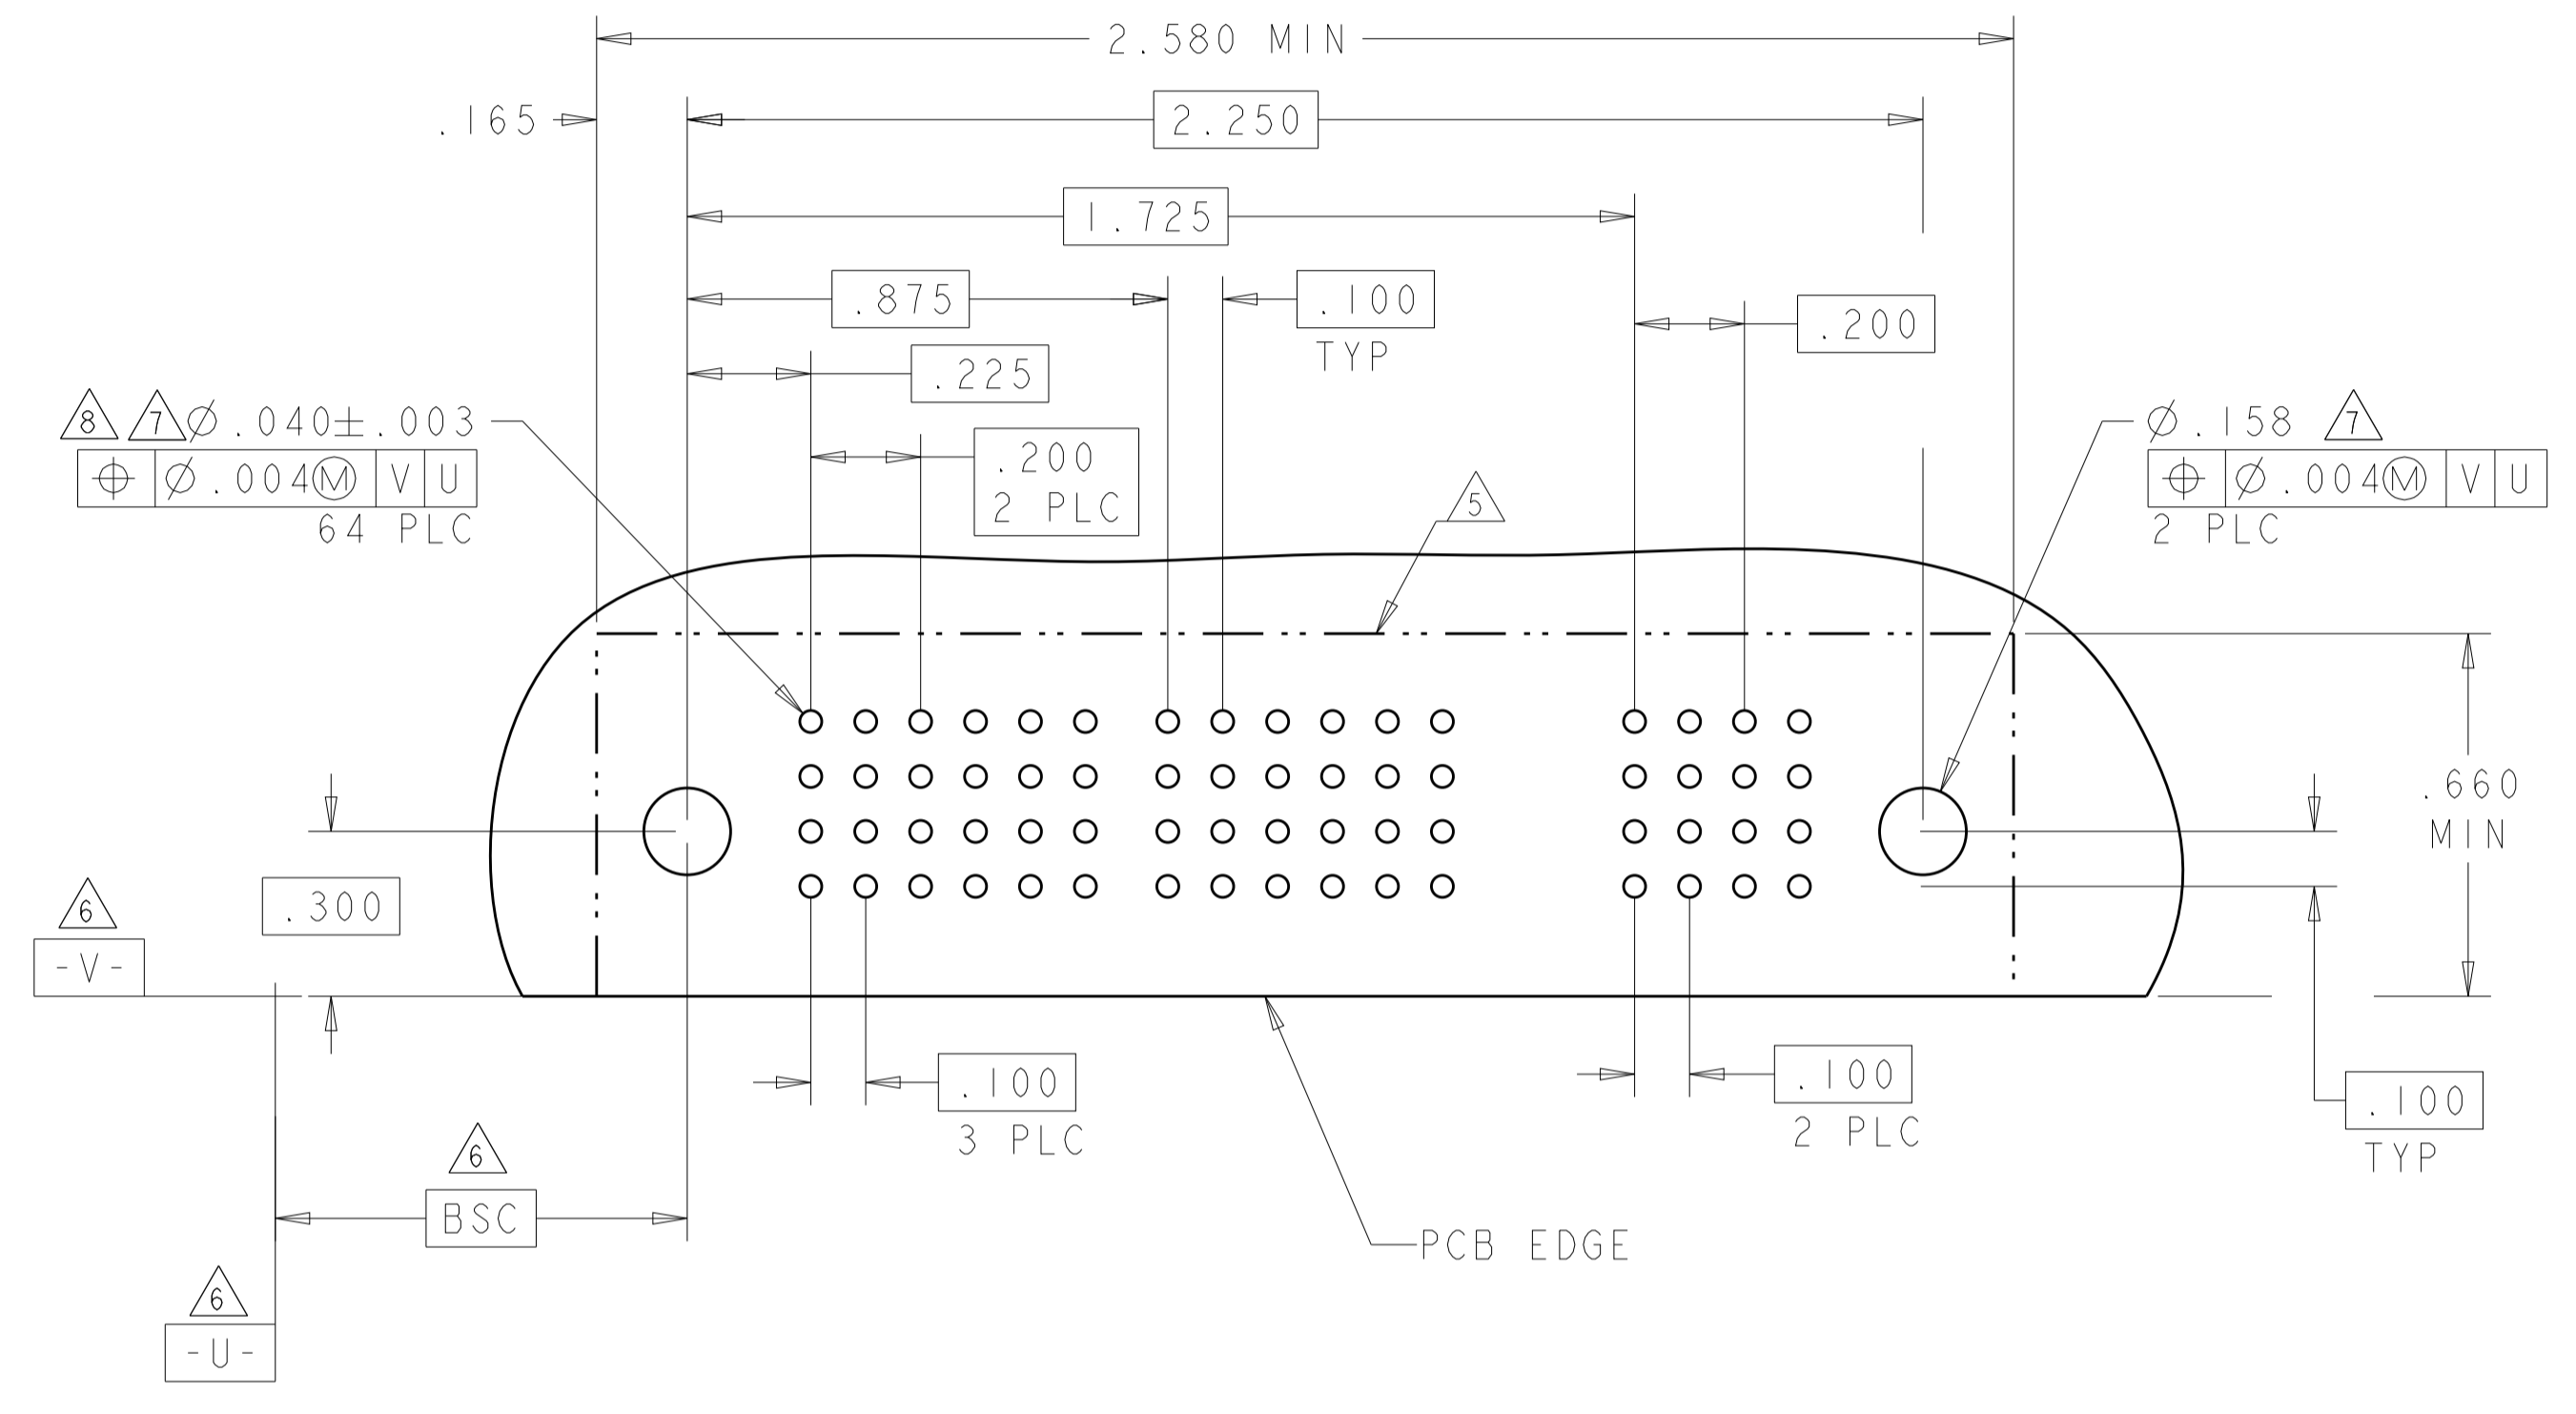 2.580 MIN
.165
2.250
1.725
.875
.100
TYP
.200
.225
8 7 Ø.040±.003
⌖ Ø.004Ⓜ V U
64 PLC
.200
2 PLC
5
Ø.158 7
⌖ Ø.004Ⓜ V U
2 PLC
.660
MIN
.300
6
-V-
.100
3 PLC
.100
2 PLC
.100
TYP
6
BSC
PCB EDGE
6
-U-